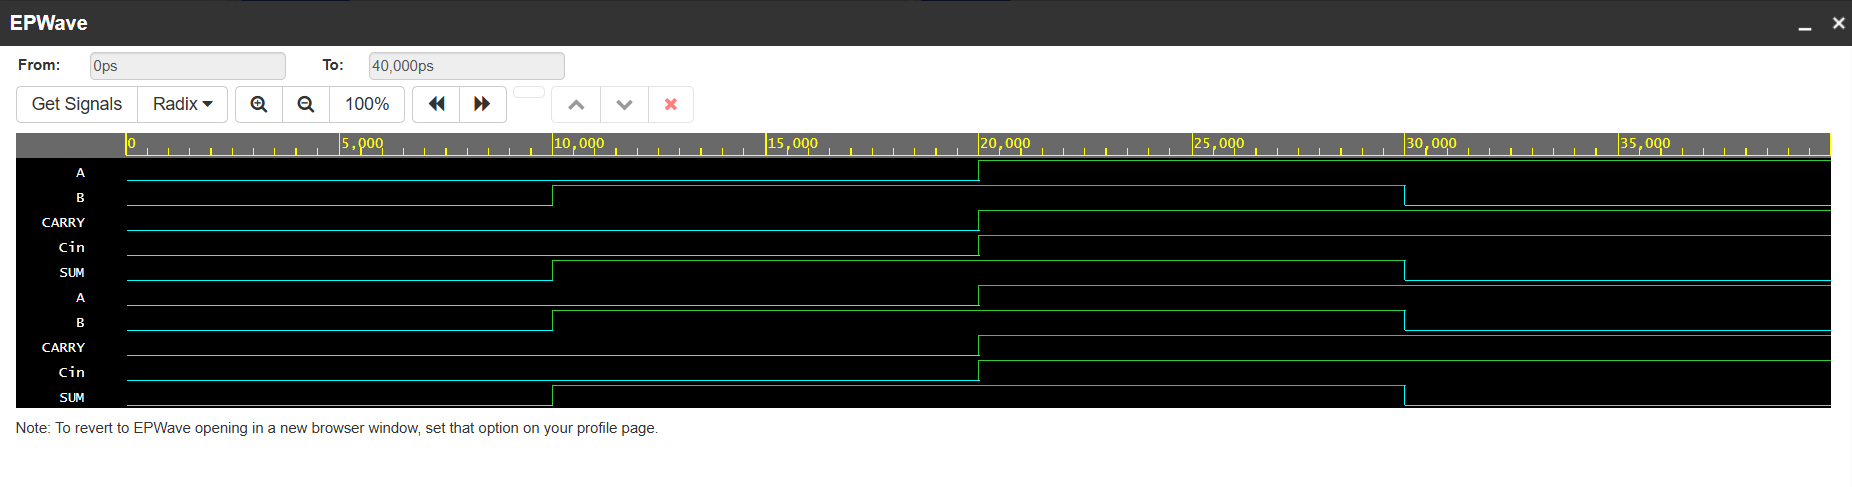 EPWave
From: 0ps To: 40,000ps
Get Signals Radix 100%
0 5,000 10,000 15,000 20,000 25,000 30,000 35,000
A
B
CARRY
Cin
SUM
A
B
CARRY
Cin
SUM
Note: To revert to EPWave opening in a new browser window, set that option on your profile page.